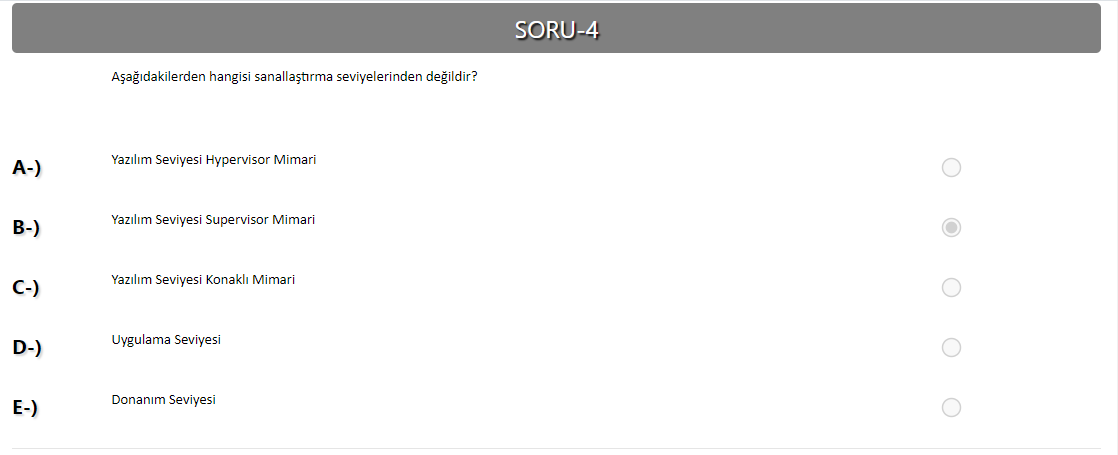 SORU-4
Aşağıdakilerden hangisi sanallaştırma seviyelerinden değildir?
A-) Yazılım Seviyesi Hypervisor Mimari
B-) Yazılım Seviyesi Supervisor Mimari
C-) Yazılım Seviyesi Konaklı Mimari
D-) Uygulama Seviyesi
E-) Donanım Seviyesi